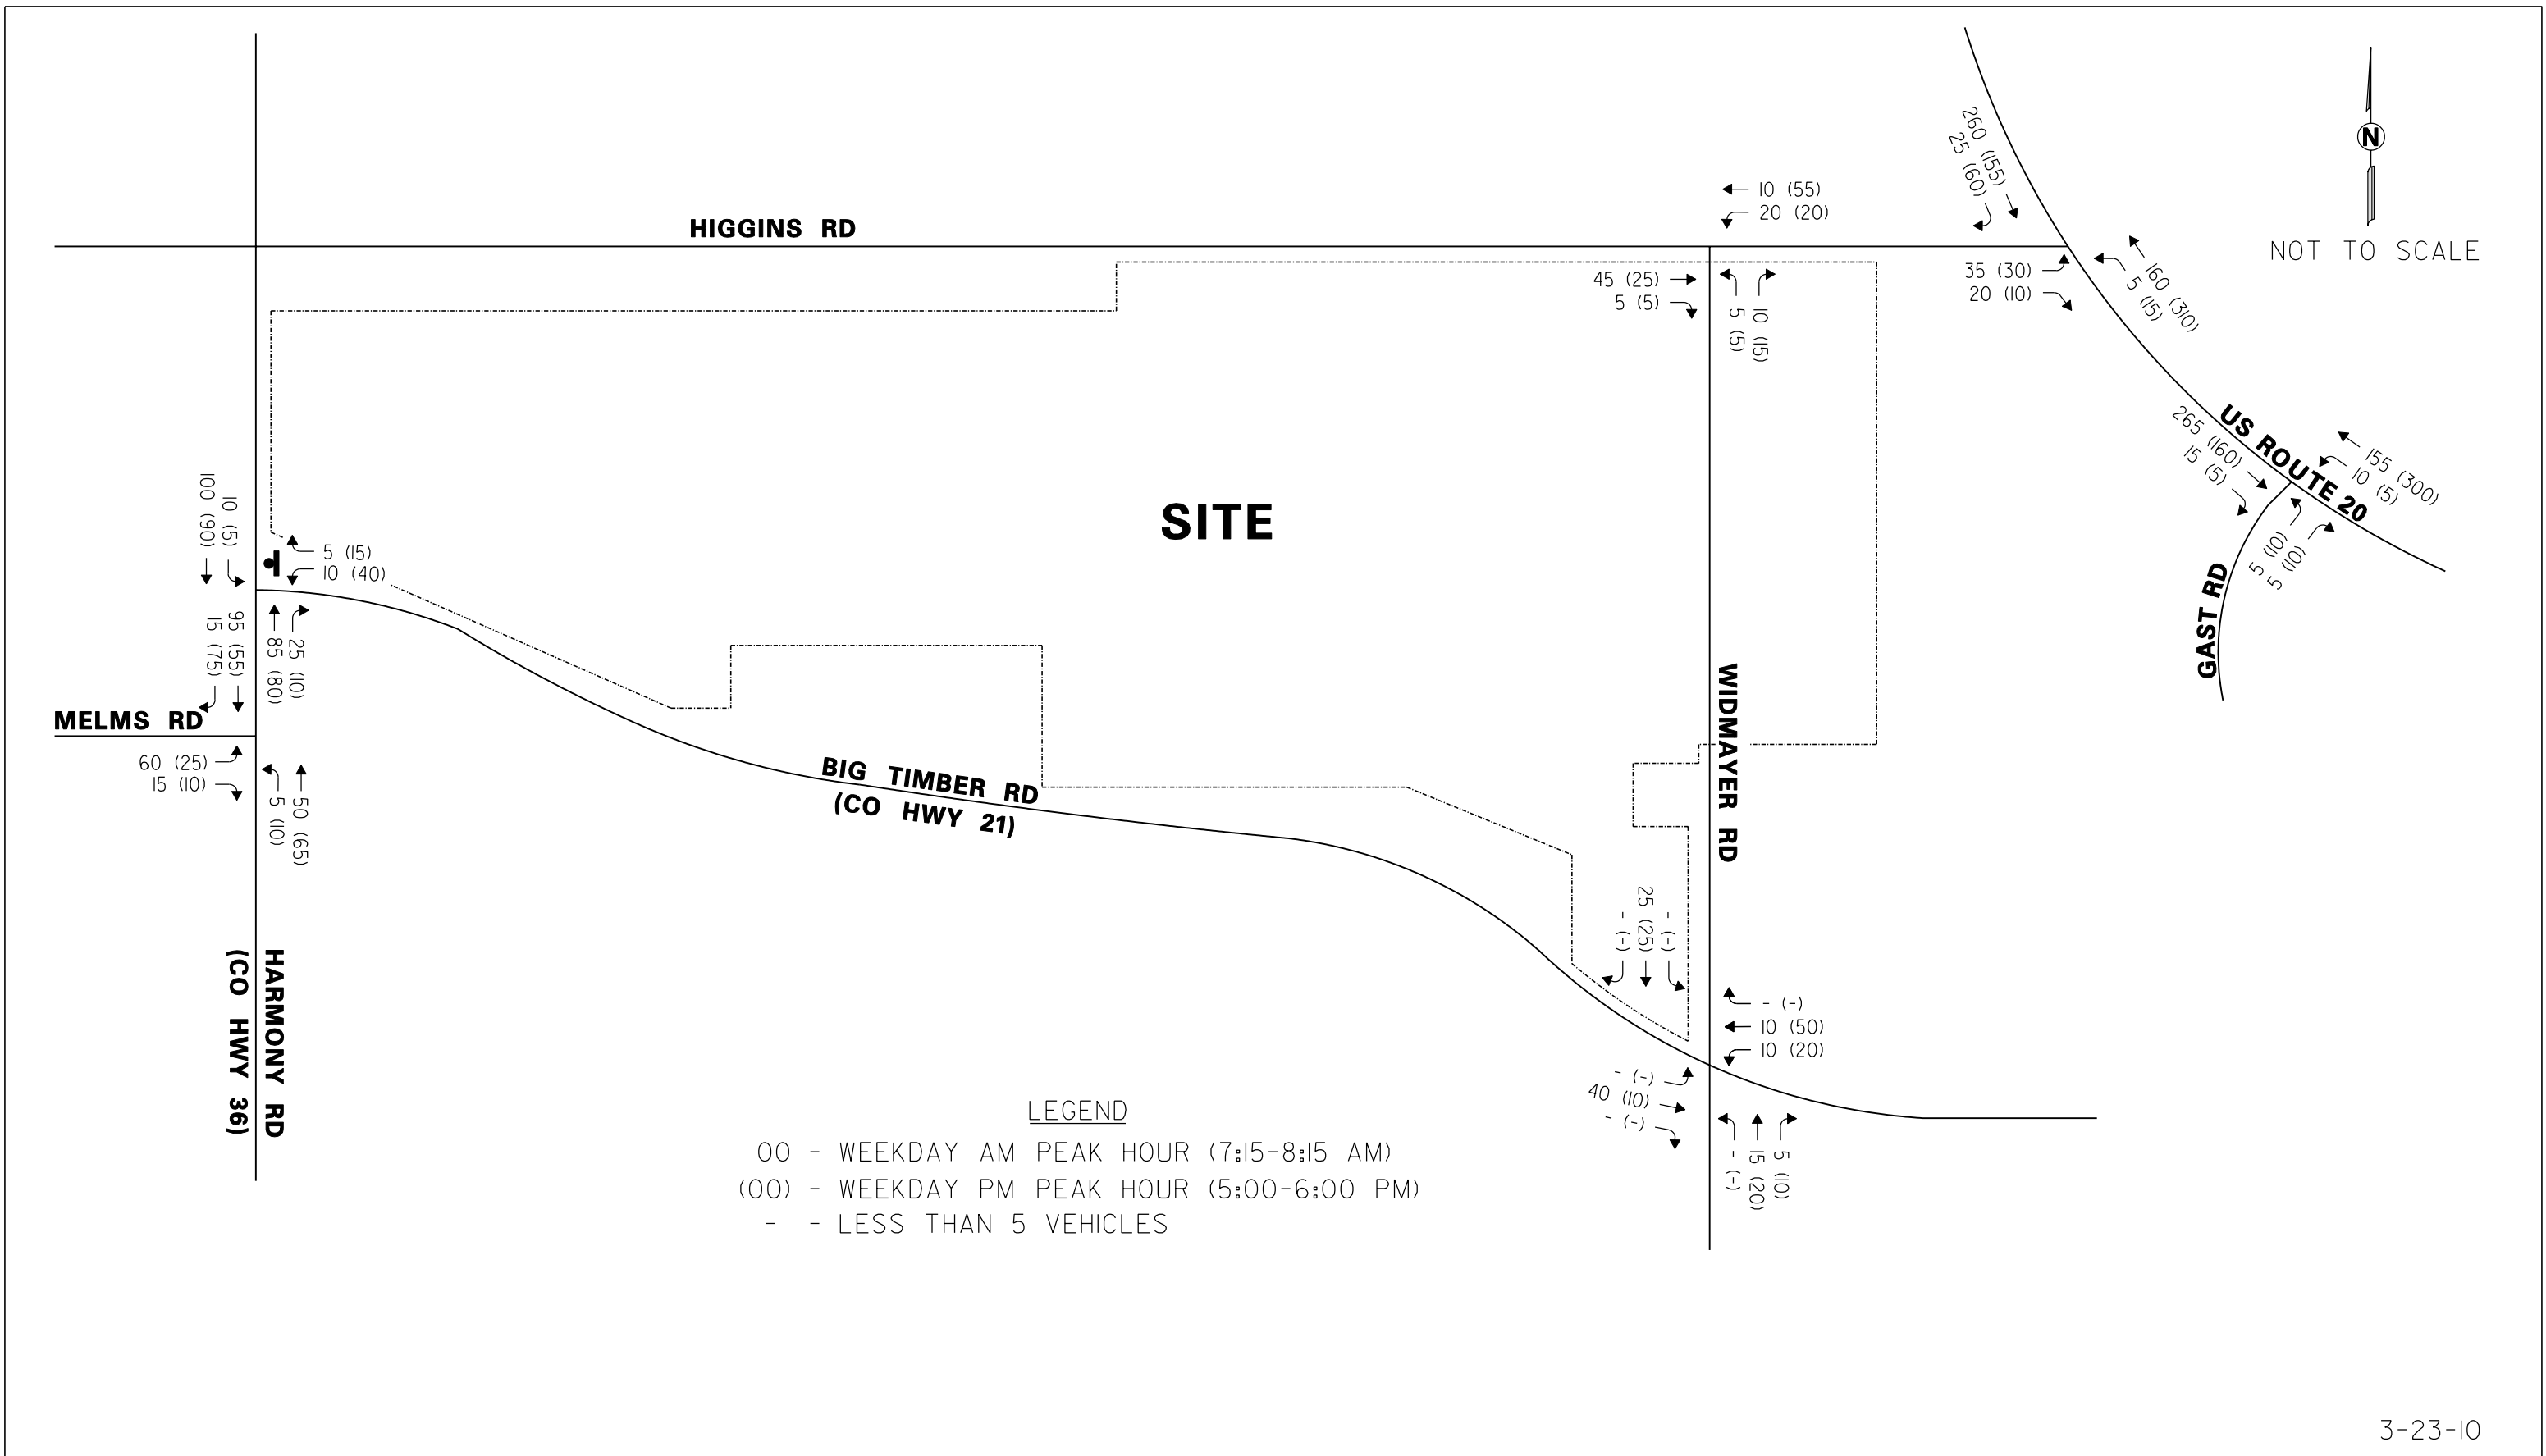 260 (155)
25 (60)
N
NOT TO SCALE
HIGGINS RD
10 (55)
20 (20)
45 (25)
5 (5)
5 (5)
10 (15)
35 (30)
20 (10)
160 (310)
5 (15)
US ROUTE 20
265 (160)
15 (5)
155 (300)
10 (5)
5 (10)
5 (10)
GAST RD
SITE
100 (90)
10 (5)
5 (15)
10 (40)
15 (75)
95 (55)
85 (80)
25 (10)
MELMS RD
60 (25)
15 (10)
5 (10)
50 (65)
WIDMAYER RD
BIG TIMBER RD
(CO HWY 21)
HARMONY RD
(CO HWY 36)
- (-)
25 (25)
- (-)
- (-)
10 (50)
10 (20)
- (-)
40 (10)
- (-)
- (-)
15 (20)
5 (10)
LEGEND
00 - WEEKDAY AM PEAK HOUR (7:15-8:15 AM)
(00) - WEEKDAY PM PEAK HOUR (5:00-6:00 PM)
- - LESS THAN 5 VEHICLES
3-23-10